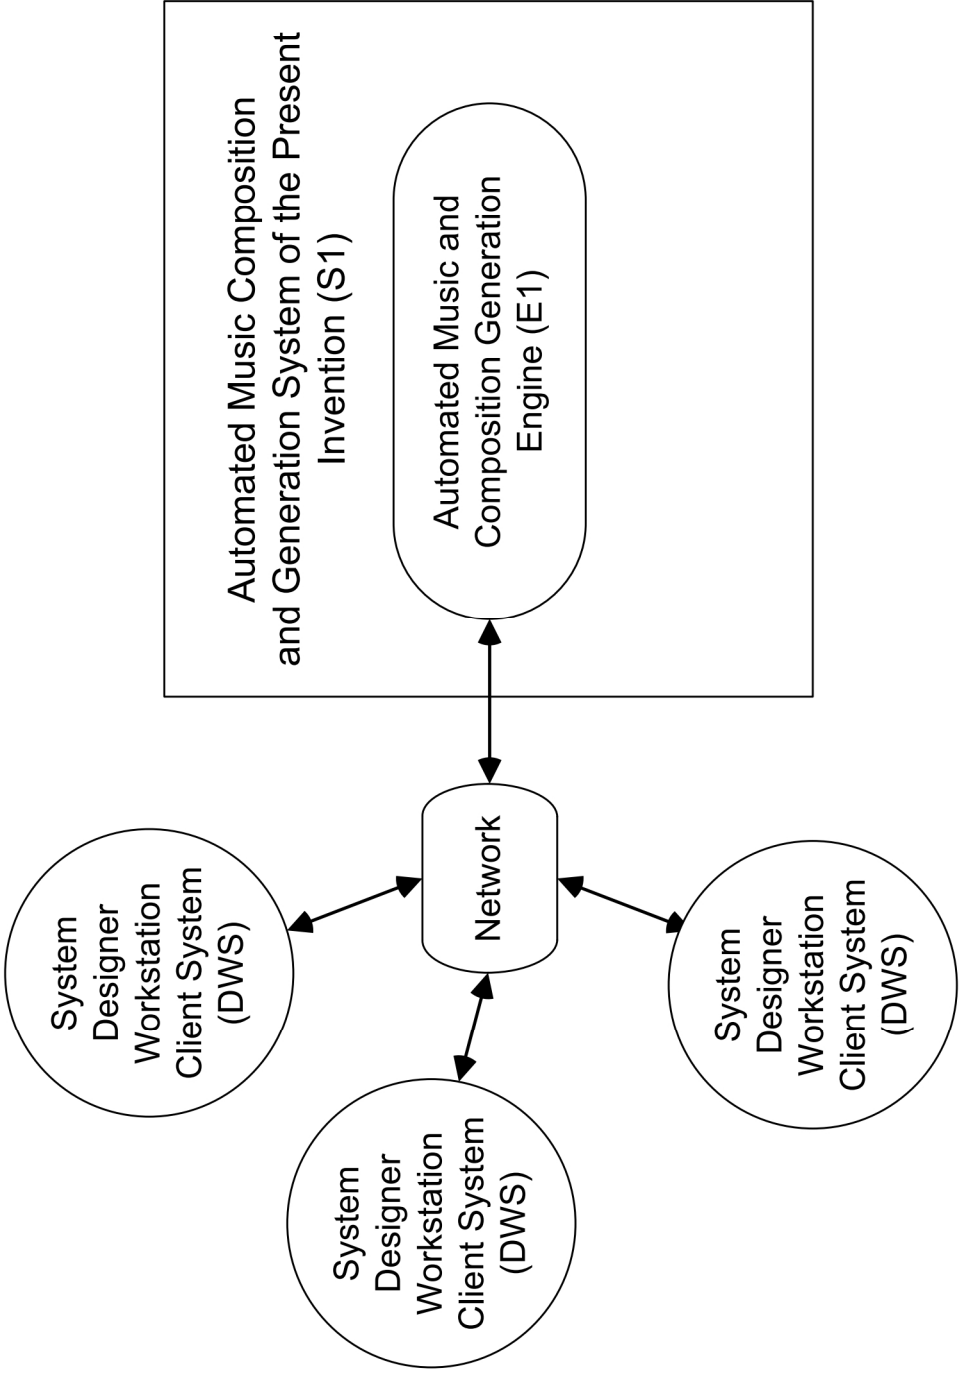 Automated Music Composition
and Generation System of the Present
Invention (S1)
Automated Music and
Composition Generation
Engine (E1)
Network
System
Designer
Workstation
Client System
(DWS)
System
Designer
Workstation
Client System
(DWS)
System
Designer
Workstation
Client System
(DWS)